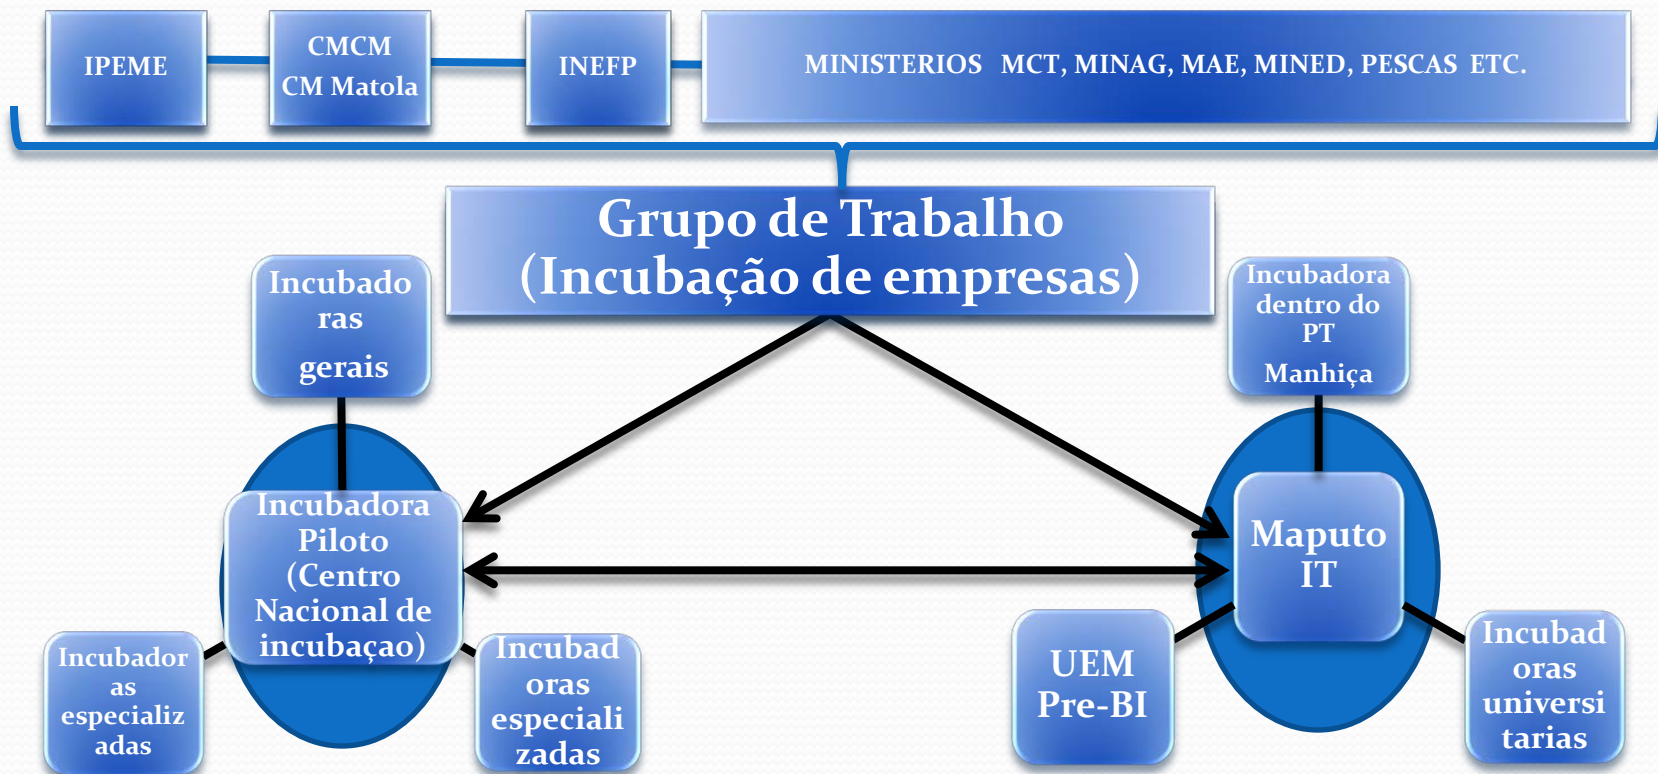 IPEME
CMCM
CM Matola
INEFP
MINISTERIOS MCT, MINAG, MAE, MINED, PESCAS ETC.
Grupo de Trabalho
(Incubação de empresas)
Incubado
ras
gerais
Incubadora
dentro do
PT
Manhiça
Incubadora
Piloto
(Centro
Nacional de
incubaçao)
Maputo
IT
Incubador
as
especializ
adas
Incubad
oras
especiali
zadas
UEM
Pre-BI
Incubad
oras
universi
tarias